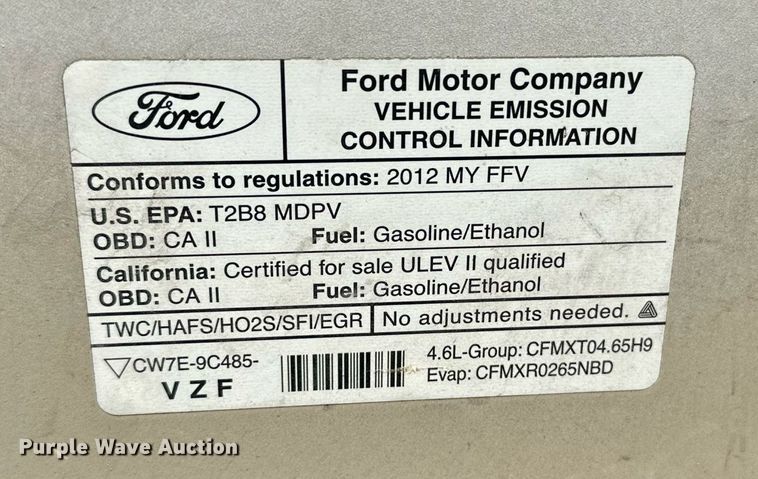 Ford
Ford Motor Company
VEHICLE EMISSION
CONTROL INFORMATION
Conforms to regulations: 2012 MY FFV
U.S. EPA: T2B8 MDPV
OBD: CA II Fuel: Gasoline/Ethanol
California: Certified for sale ULEV II qualified
OBD: CA II Fuel: Gasoline/Ethanol
TWC/HAFS/HO2S/SFI/EGR No adjustments needed.
CW7E-9C485-
V Z F
4.6L-Group: CFMXT04.65H9
Evap: CFMXR0265NBD
Purple Wave Auction